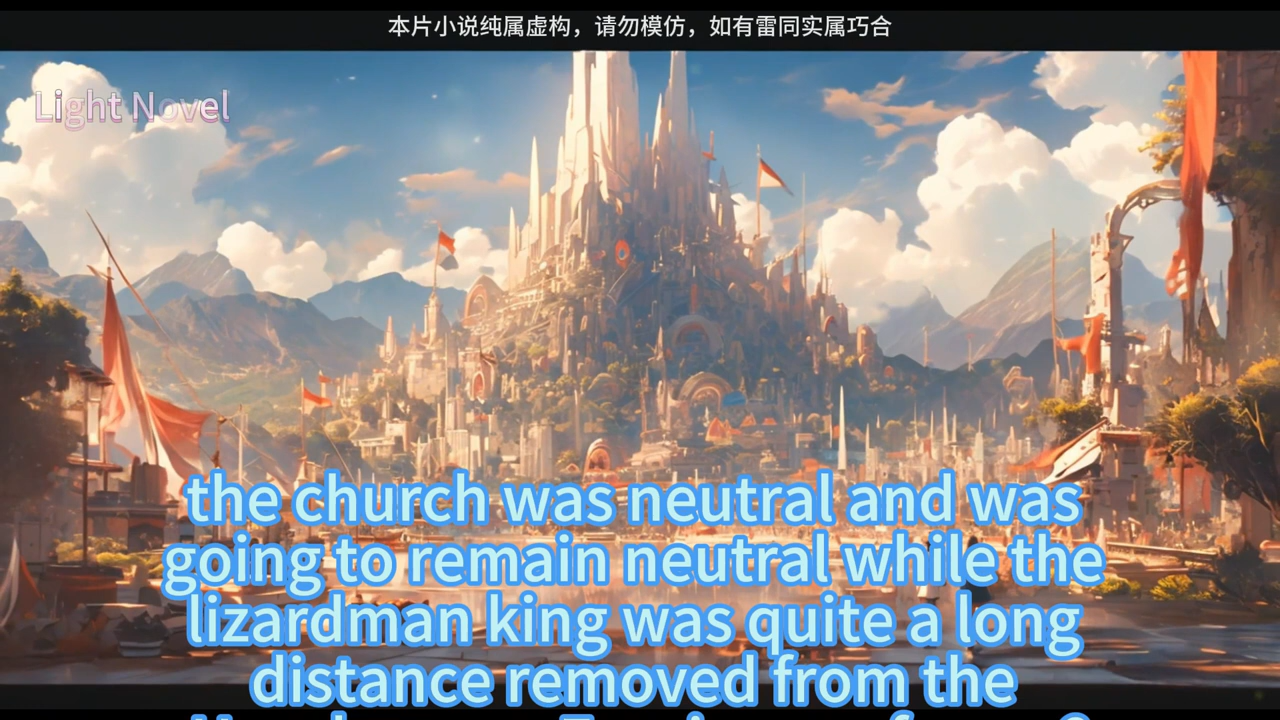 本片小说纯属虚构，请勿模仿，如有雷同实属巧合
Light Novel
the church was neutral and was
going to remain neutral while the
lizardman king was quite a long
distance removed from the